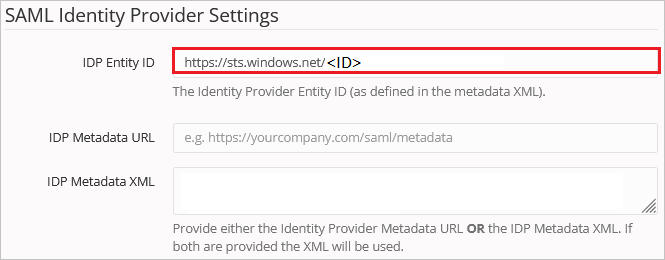 SAML Identity Provider Settings
IDP Entity ID
https://sts.windows.net/<ID>
The Identity Provider Entity ID (as defined in the metadata XML).
IDP Metadata URL
e.g. https://yourcompany.com/saml/metadata
IDP Metadata XML
Provide either the Identity Provider Metadata URL OR the IDP Metadata XML. If
both are provided the XML will be used.